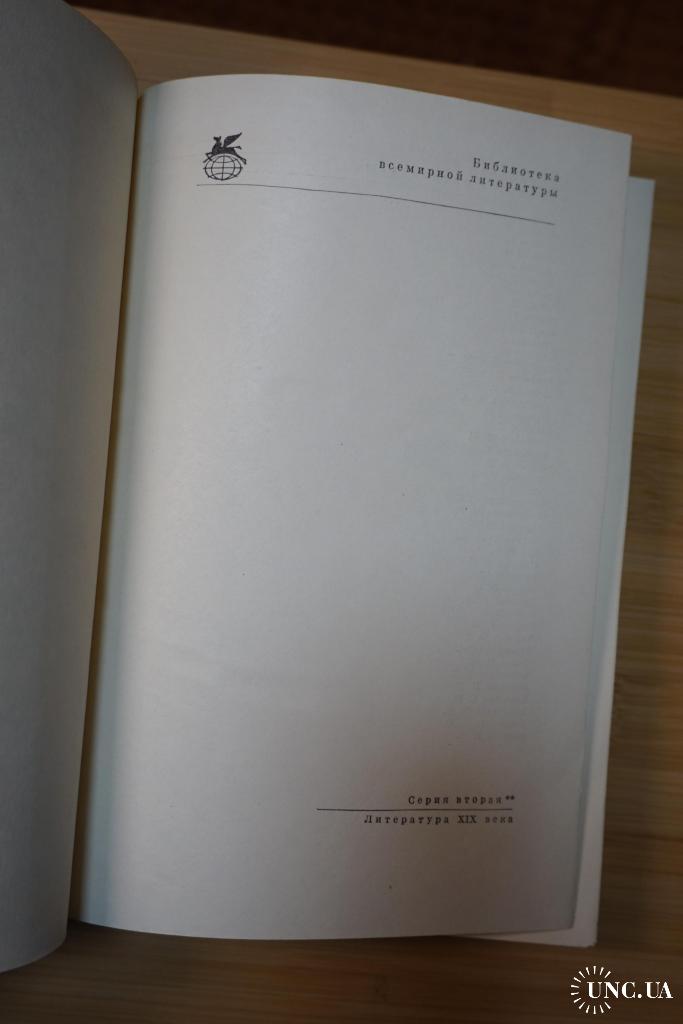 Библиотека
всемирной литературы
Серия вторая**
Литература XIX века
UNC.UA